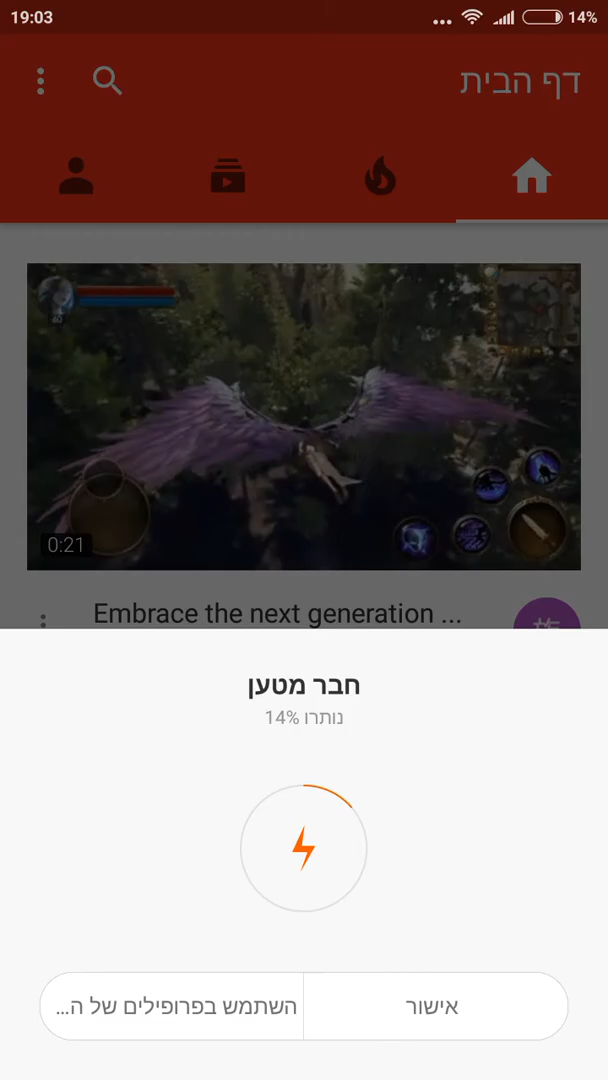 19:03
14%
דף הבית
0:21
Embrace the next generation ...
חבר מטען
נותרו 14%
אישור
השתמש בפרופילים של ה...